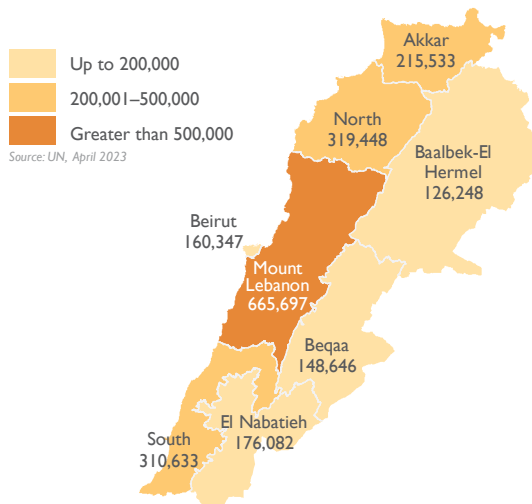 Up to 200,000
200,001–500,000
Greater than 500,000
Source: UN, April 2023
Akkar
215,533
North
319,448
Baalbek-El
Hermel
126,248
Beirut
160,347
Mount
Lebanon
665,697
Beqaa
148,646
El Nabatieh
176,082
South
310,633